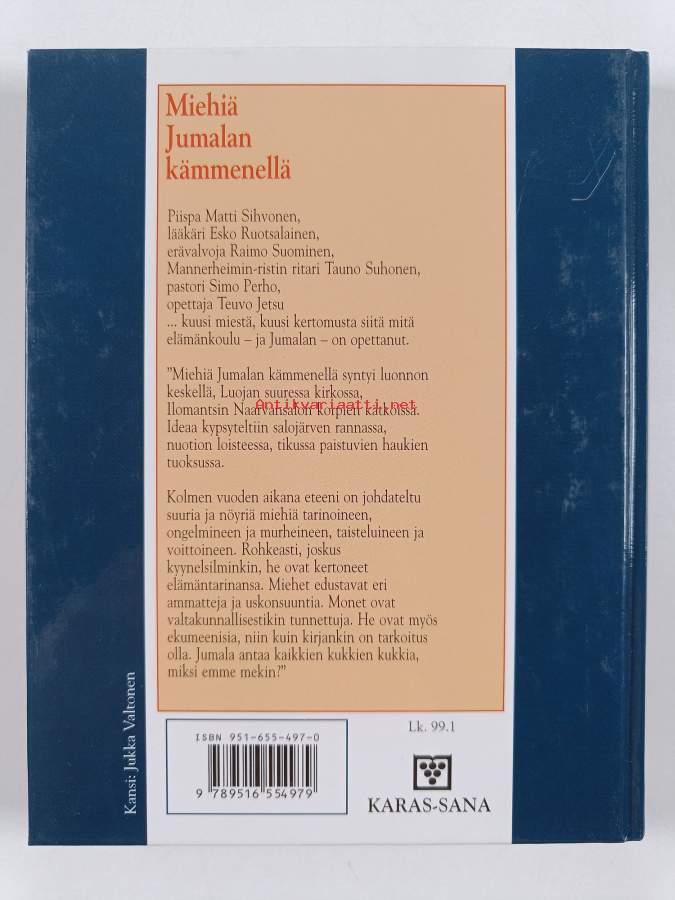 Miehiä
Jumalan
kämmenellä
Piispa Matti Sihvonen,
lääkäri Esko Ruotsalainen,
erävalvoja Raimo Suominen,
Mannerheimin-ristin ritari Tauno Suhonen,
pastori Simo Perho,
opettaja Teuvo Jetsu
... kuusi miestä, kuusi kertomusta siitä mitä
elämänkoulu – ja Jumalan – on opettanut.
”Miehiä Jumalan kämmenellä syntyi luonnon
keskellä, Luojan suuressa kirkossa,
Antikvariaatti.net
Ilomantsin Naarvansalon korpien kätköissä.
Ideaa kypsyteltiin salojärven rannassa,
nuotion loisteessa, tikussa paistuvien haukien
tuoksussa.
Kolmen vuoden aikana eteeni on johdateltu
suuria ja nöyriä miehiä tarinoineen,
ongelmineen ja murheineen, taisteluineen ja
voittoineen. Rohkeasti, joskus
kyynelsilminkin, he ovat kertoneet
elämäntarinansa. Miehet edustavat eri
ammatteja ja uskonsuuntia. Monet ovat
valtakunnallisestikin tunnettuja. He ovat myös
ekumeenisia, niin kuin kirjankin on tarkoitus
olla. Jumala antaa kaikkien kukkien kukkia,
miksi emme mekin?”
Kansi: Jukka Valtonen
ISBN 951-655-497-0
9 789516 554979
Lk. 99.1
KARAS-SANA